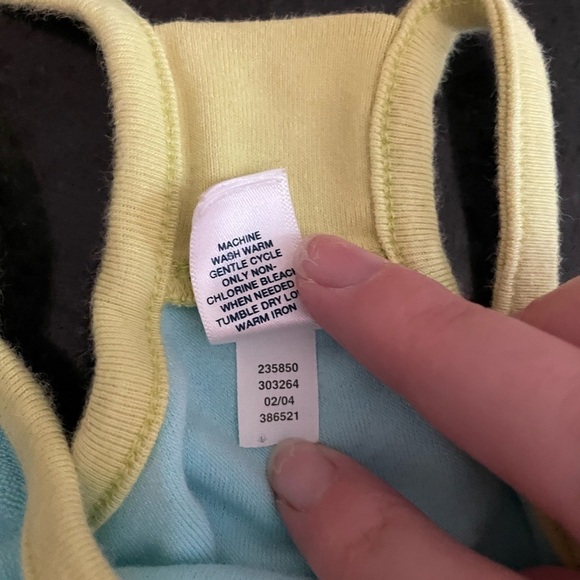 MACHINE
WASH WARM
GENTLE CYCLE
ONLY NON-
CHLORINE BLEACH
WHEN NEEDED
TUMBLE DRY LOW
WARM IRON
235850
303264
02/04
386521